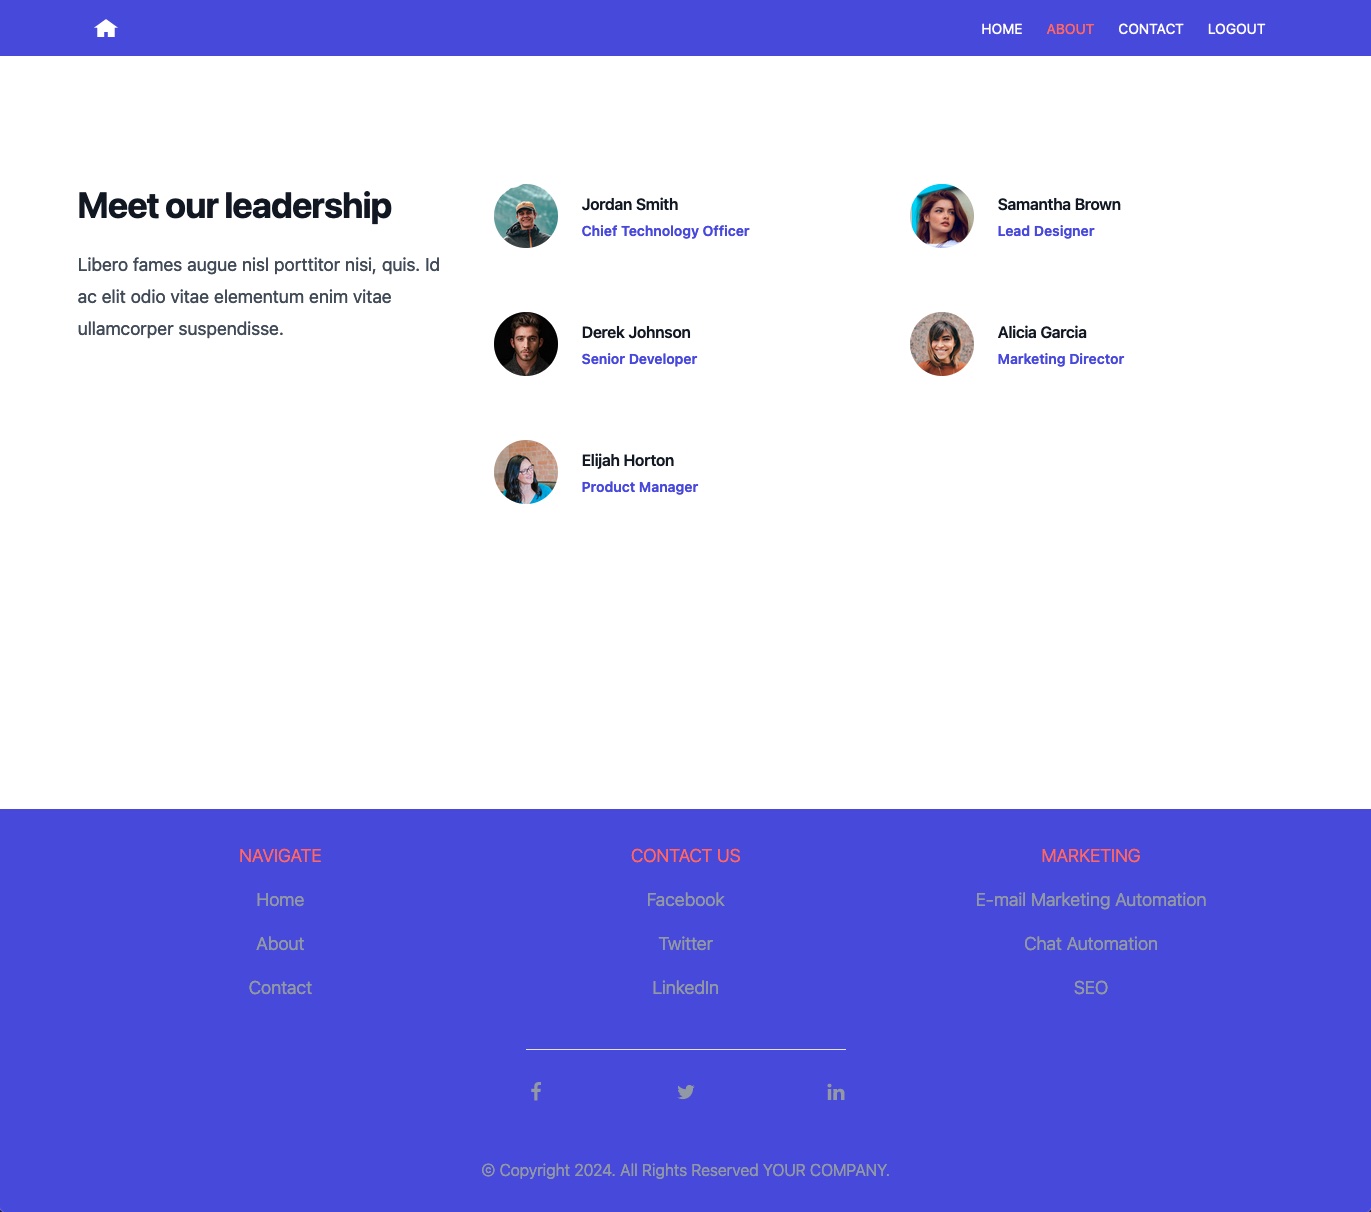 HOME ABOUT CONTACT LOGOUT
Meet our leadership
Libero fames augue nisl porttitor nisi, quis. Id
ac elit odio vitae elementum enim vitae
ullamcorper suspendisse.
Jordan Smith
Chief Technology Officer
Samantha Brown
Lead Designer
Derek Johnson
Senior Developer
Alicia Garcia
Marketing Director
Elijah Horton
Product Manager
NAVIGATE
Home
About
Contact
CONTACT US
Facebook
Twitter
LinkedIn
MARKETING
E-mail Marketing Automation
Chat Automation
SEO
© Copyright 2024. All Rights Reserved YOUR COMPANY.